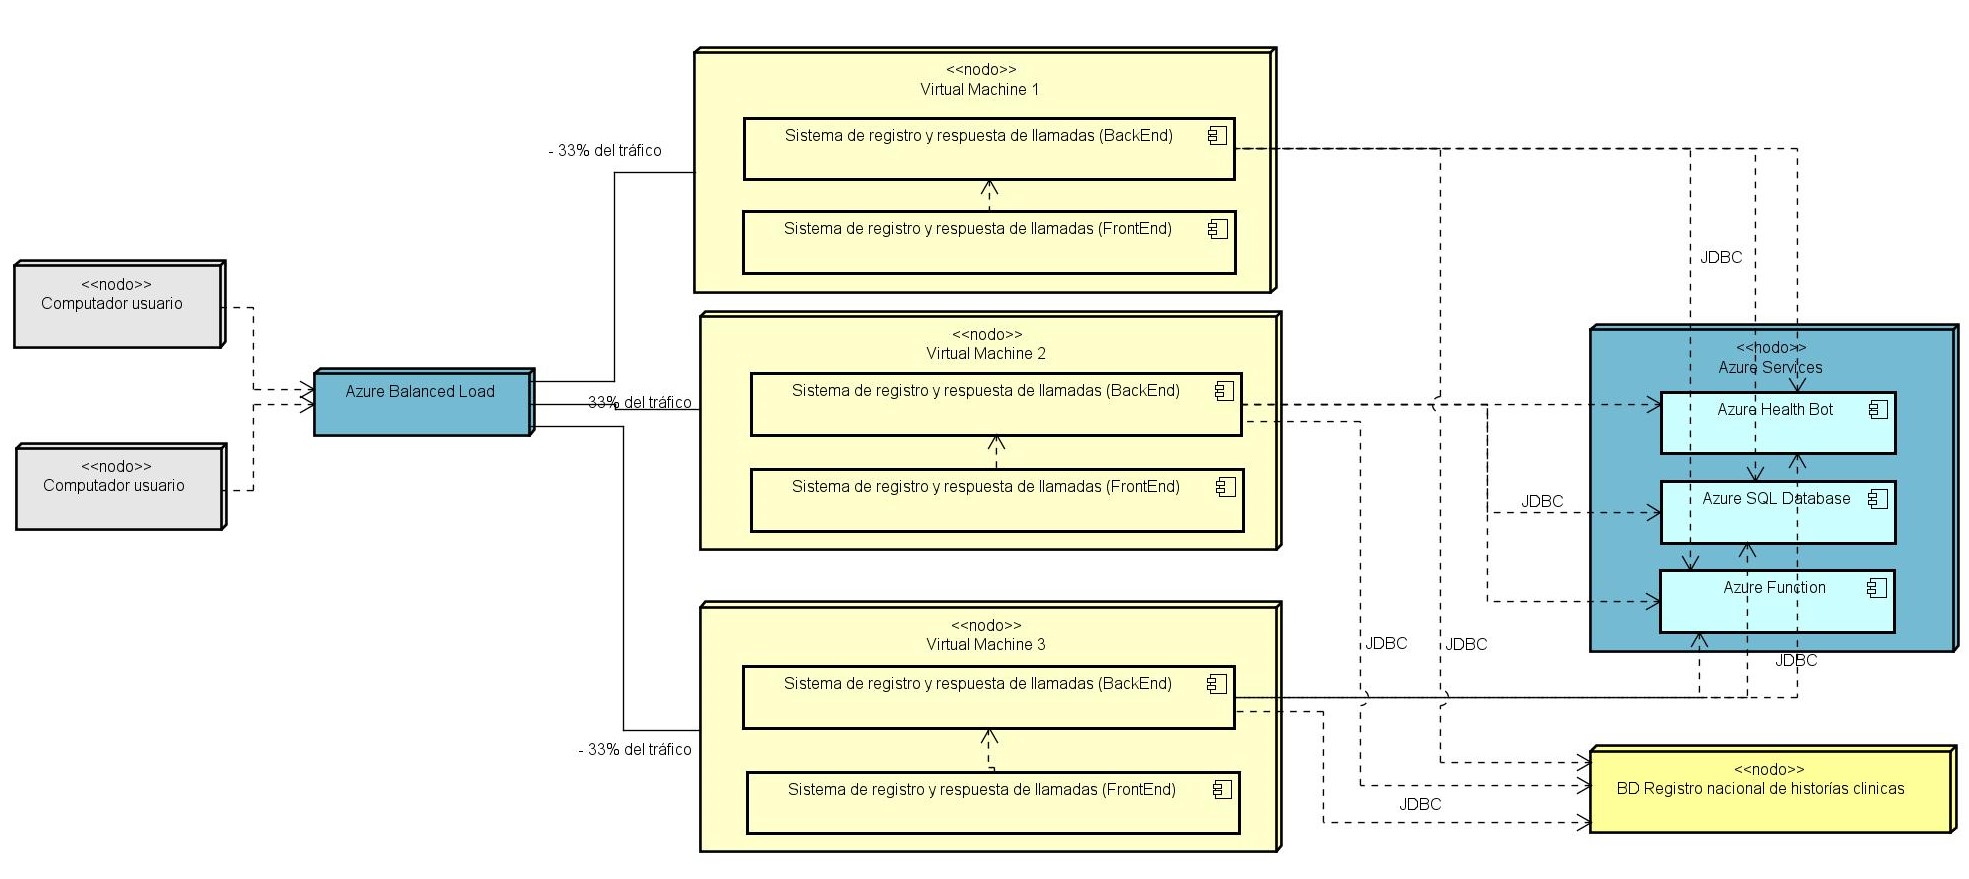 <<nodo>>
Virtual Machine 1
Sistema de registro y respuesta de llamadas (BackEnd)
- 33% del tráfico
Sistema de registro y respuesta de llamadas (FrontEnd)
JDBC
<<nodo>>
Computador usuario
<<nodo>>
Virtual Machine 2
<<nodo>>
Azure Services
Azure Balanced Load
Sistema de registro y respuesta de llamadas (BackEnd)
- 33% del tráfico
Azure Health Bot
<<nodo>>
Computador usuario
Sistema de registro y respuesta de llamadas (FrontEnd)
JDBC
Azure SQL Database
Azure Function
<<nodo>>
Virtual Machine 3
JDBC
JDBC
JDBC
Sistema de registro y respuesta de llamadas (BackEnd)
- 33% del tráfico
<<nodo>>
BD Registro nacional de historías clinicas
Sistema de registro y respuesta de llamadas (FrontEnd)
JDBC